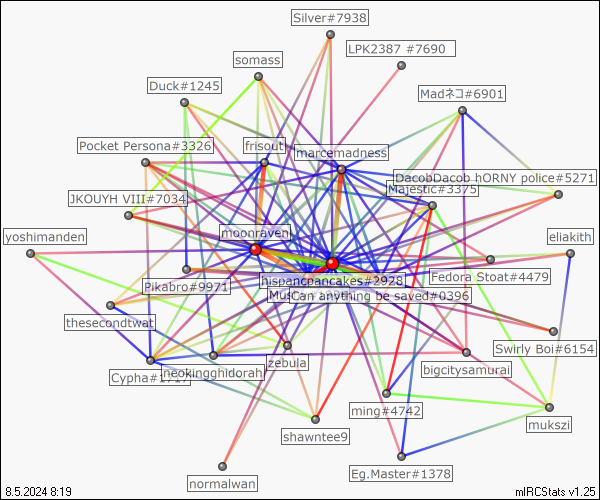 Silver#7938
LPK2387 #7690
somass
Duck#1245
Madネコ#6901
Pocket Persona#3326
frisout
marcemadness
DacobDacob hORNY police#5271
Majestic#3375
JKOUYH VIII#7034
moonraven
yoshimanden
eliakith
hispancpancakes#2928
Fedora Stoat#4479
Pikabro#9971
Can anything be saved#0396
thesecondtwat
Swirly Boi#6154
zebula
bigcitysamurai
neokingghidorah
ming#4742
mukszi
shawntee9
Eg.Master#1378
normalwan
8.5.2024 8:19
mIRCStats v1.25